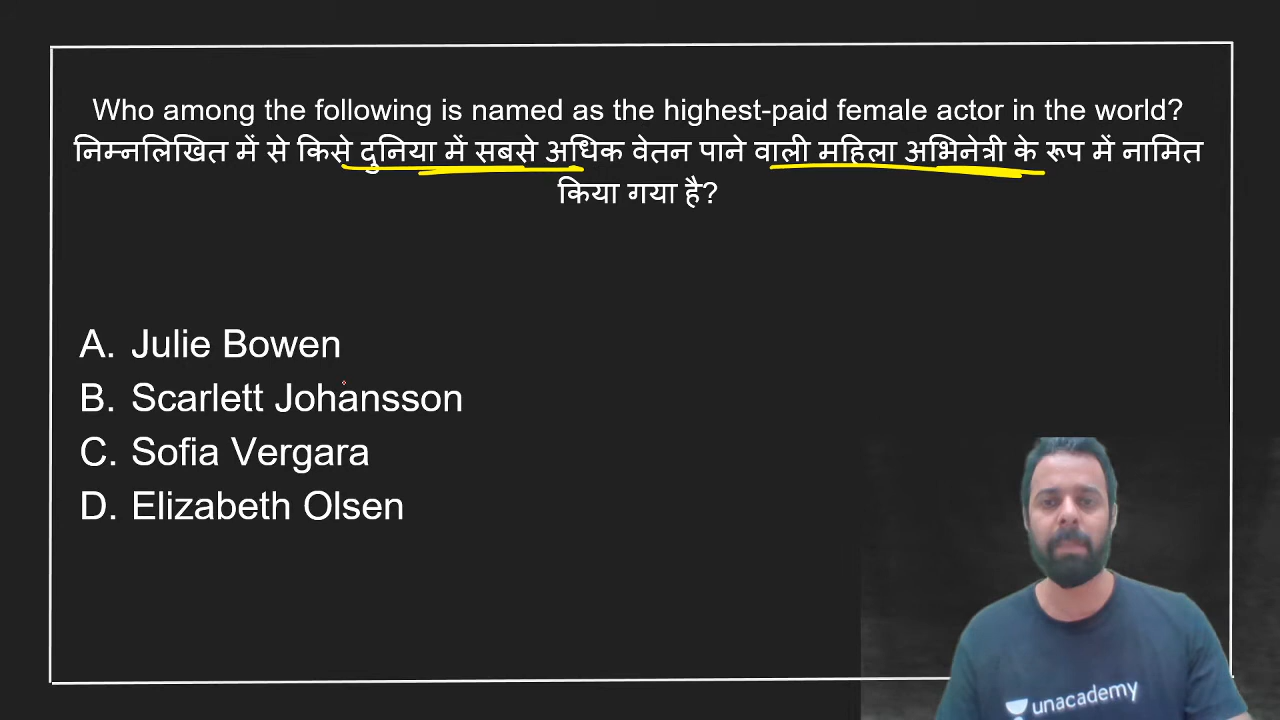 Who among the following is named as the highest-paid female actor in the world?
निम्नलिखित में से किसे दुनिया में सबसे अधिक वेतन पाने वाली महिला अभिनेत्री के रूप में नामित
किया गया है?
A. Julie Bowen
B. Scarlett Johansson
C. Sofia Vergara
D. Elizabeth Olsen
unacademy